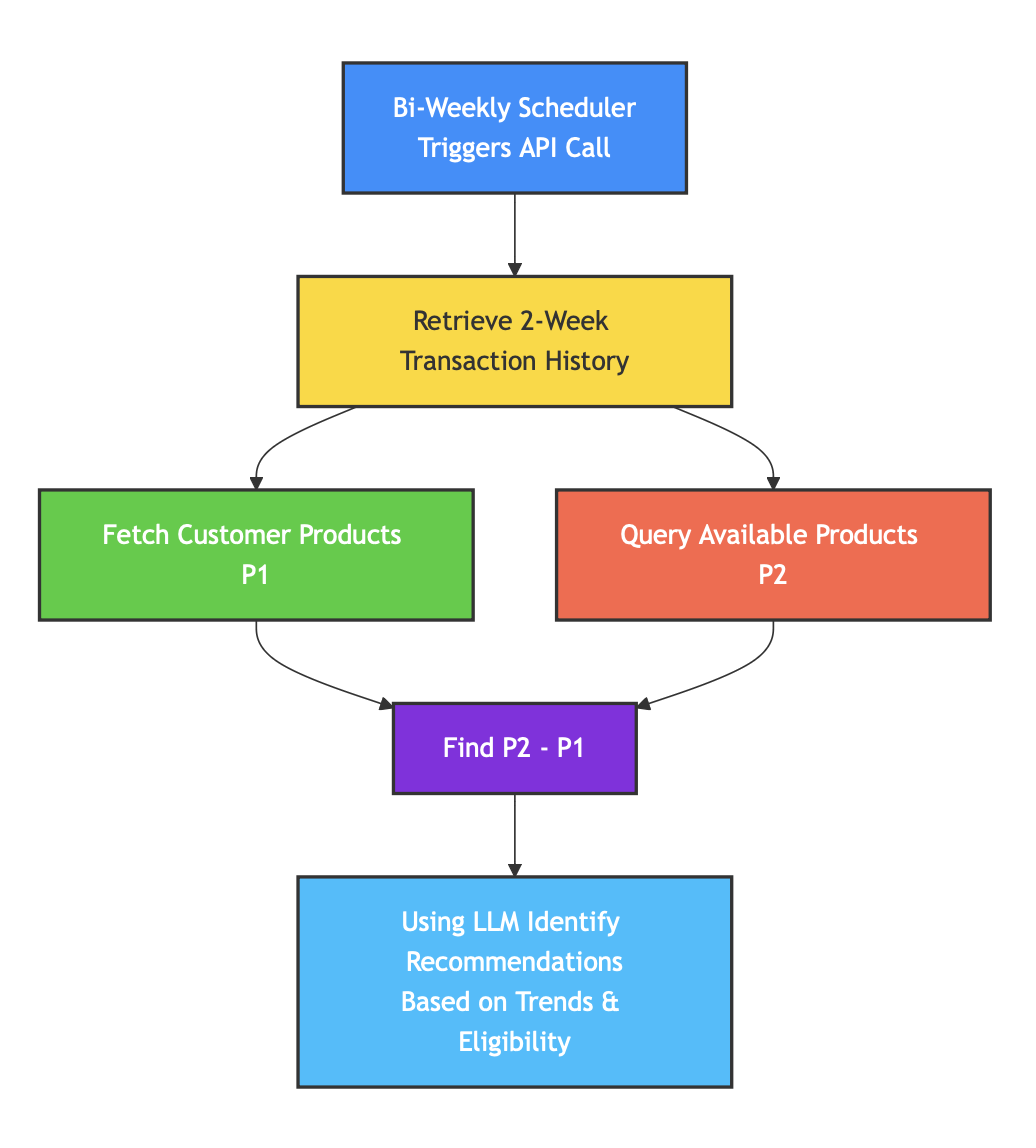 Bi-Weekly Scheduler
Triggers API Call
Retrieve 2-Week
Transaction History
Fetch Customer Products
P1
Query Available Products
P2
Find P2 - P1
Using LLM Identify
Recommendations
Based on Trends &
Eligibility